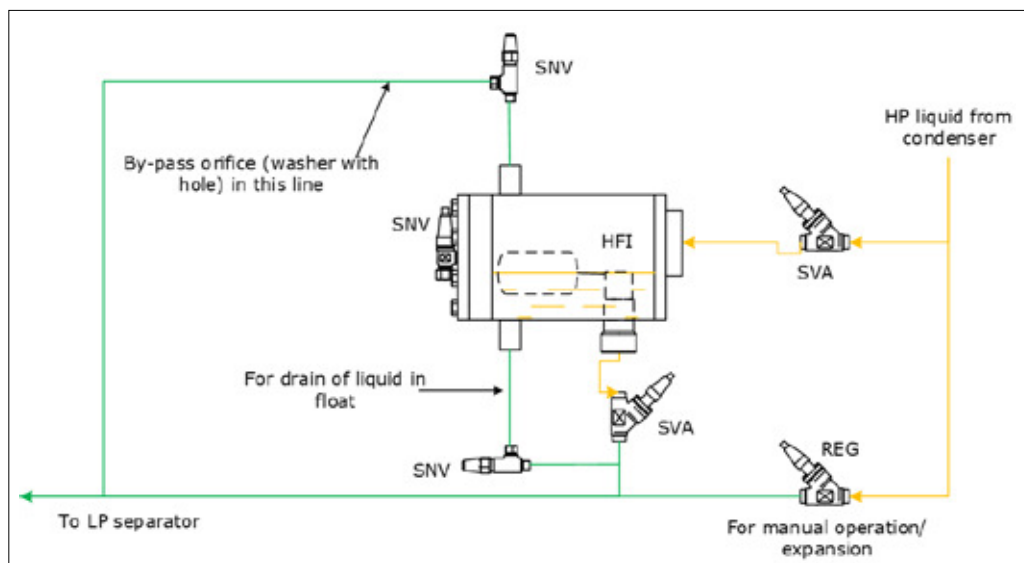 SNV
HP liquid from
condenser
By-pass orifice (washer with
hole) in this line
SNV
HFI
SVA
For drain of liquid in
float
SVA
SNV
REG
To LP separator
For manual operation/
expansion